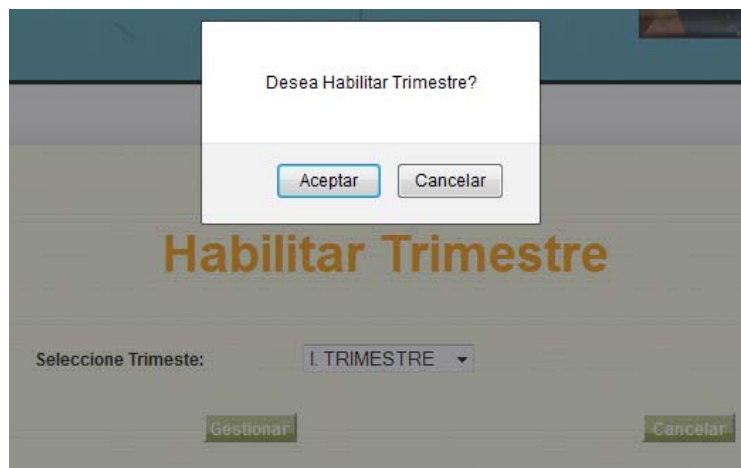 Desea Habilitar Trimestre?
Aceptar Cancelar
Habilitar Trimestre
Seleccione Trimeste: I. TRIMESTRE
Gestionar Cancelar